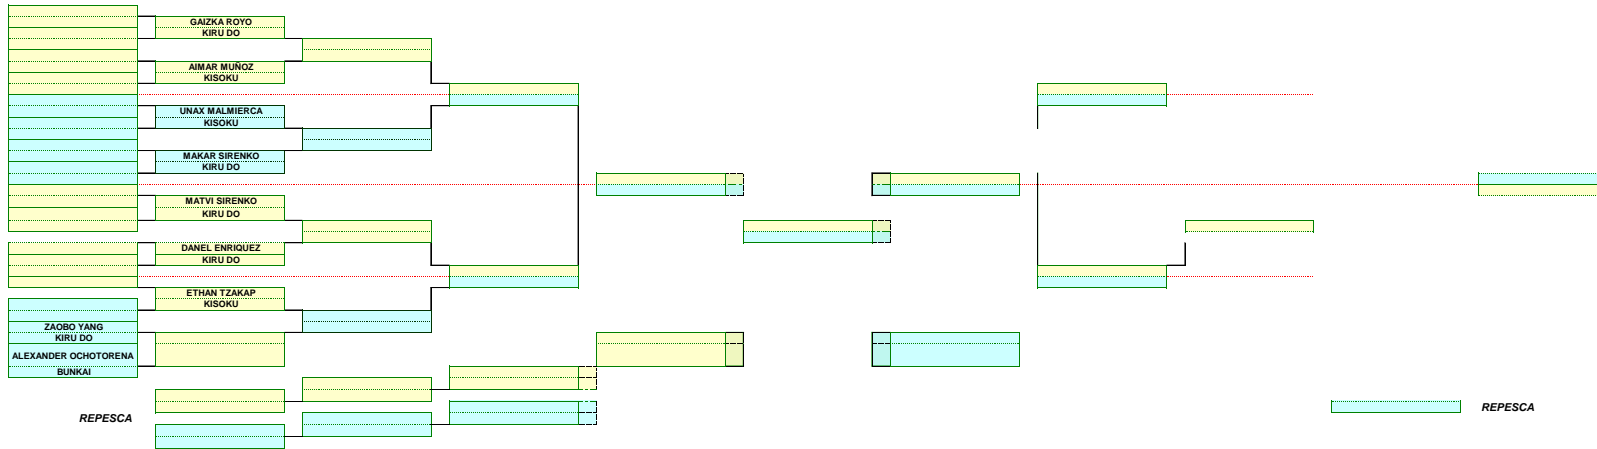 GAIZKA ROYO
KIRU DO
AIMAR MUÑOZ
KISOKU
UNAX MALMIERCA
KISOKU
MAKAR SIRENKO
KIRU DO
MATVI SIRENKO
KIRU DO
DANEL ENRIQUEZ
KIRU DO
ETHAN TZAKAP
KISOKU
ZAOBO YANG
KIRU DO
ALEXANDER OCHOTORENA
BUNKAI
REPESCA
REPESCA